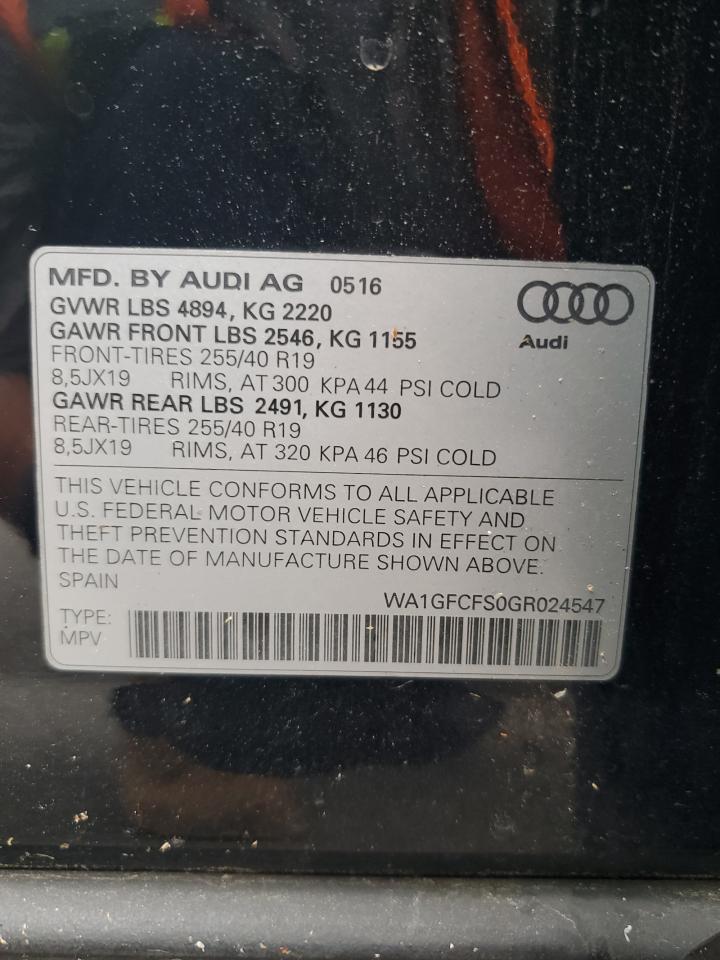 MFD. BY AUDI AG 0516
GVWR LBS 4894, KG 2220
GAWR FRONT LBS 2546, KG 1155
FRONT-TIRES 255/40 R19
8,5JX19 RIMS, AT 300 KPA 44 PSI COLD
GAWR REAR LBS 2491, KG 1130
REAR-TIRES 255/40 R19
8,5JX19 RIMS, AT 320 KPA 46 PSI COLD
Audi
THIS VEHICLE CONFORMS TO ALL APPLICABLE
U.S. FEDERAL MOTOR VEHICLE SAFETY AND
THEFT PREVENTION STANDARDS IN EFFECT ON
THE DATE OF MANUFACTURE SHOWN ABOVE.
SPAIN
WA1GFCFS0GR024547
TYPE:
MPV